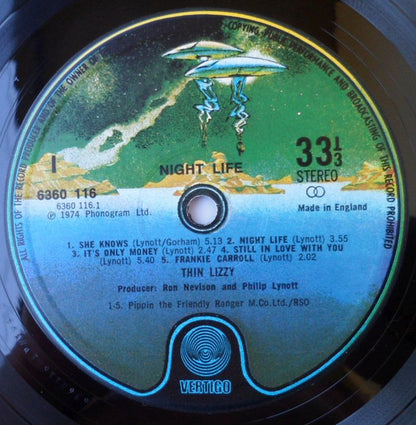 ALL RIGHTS OF THE RECORD PRODUCER AND OF THE OWNER OF
COPYING, PUBLIC PERFORMANCE AND BROADCASTING OF THIS RECORD PROHIBITED
I
NIGHT LIFE
33⅓
6360 116
STEREO
6360 116.1
℗ 1974 Phonogram Ltd.
Made in England
1. SHE KNOWS (Lynott/Gorham) 5.13 2. NIGHT LIFE (Lynott) 3.55
3. IT'S ONLY MONEY (Lynott) 2.47 4. STILL IN LOVE WITH YOU
(Lynott) 5.40 5. FRANKIE CARROLL (Lynott) 2.02
THIN LIZZY
Producer: Ron Nevison and Philip Lynott
1-5. Pippin the Friendly Ranger M.Co.Ltd./RSO
VERTIGO